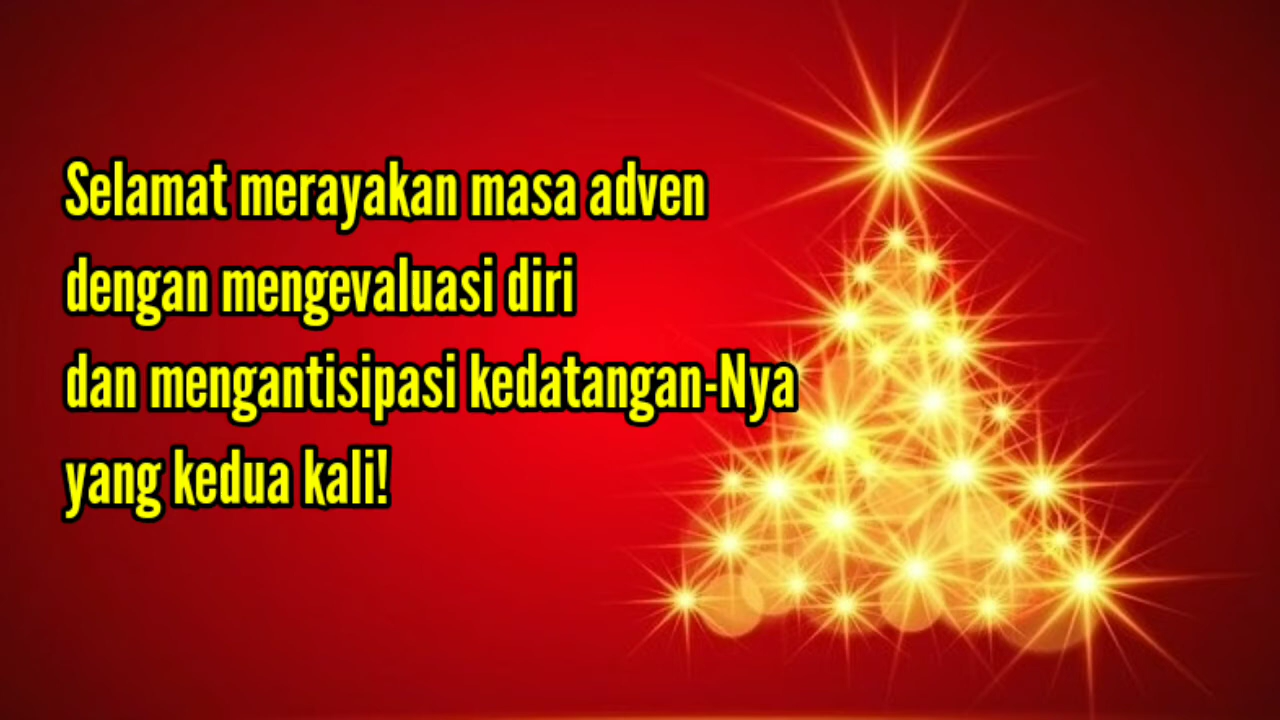 Selamat merayakan masa adven
dengan mengevaluasi diri
dan mengantisipasi kedatangan-Nya
yang kedua kali!